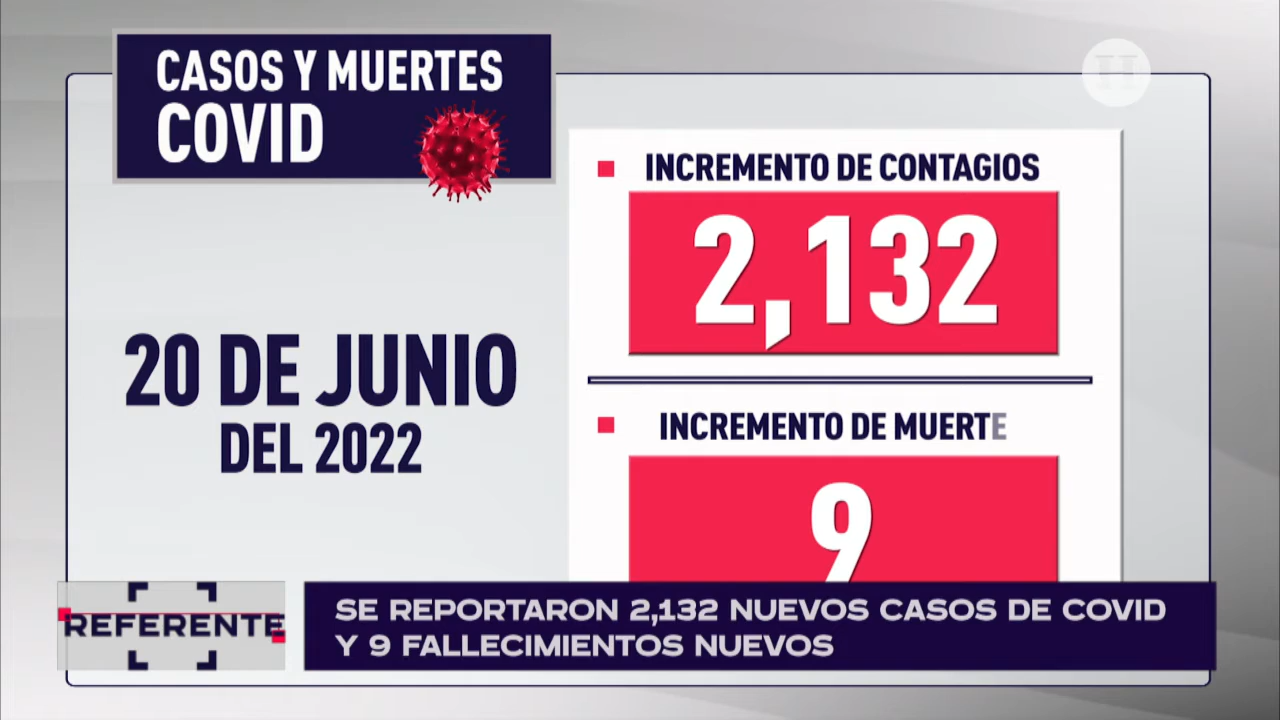 CASOS Y MUERTES
COVID
H
INCREMENTO DE CONTAGIOS
2,132
20 DE JUNIO
DEL 2022
INCREMENTO DE MUERTE
9
REFERENTE
SE REPORTARON 2,132 NUEVOS CASOS DE COVID
Y 9 FALLECIMIENTOS NUEVOS